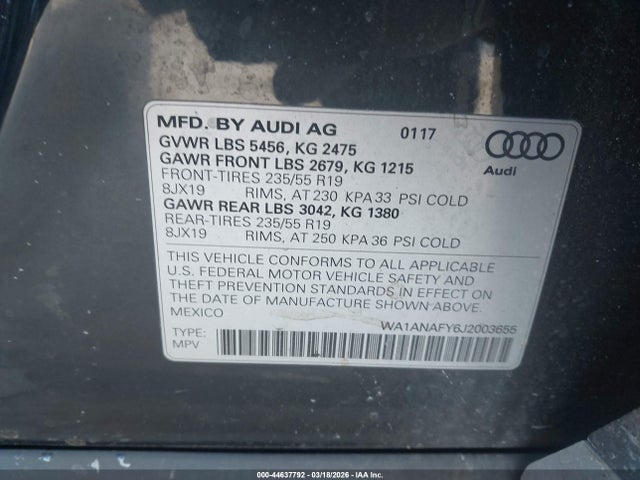 MFD. BY AUDI AG 0117
GVWR LBS 5456, KG 2475
GAWR FRONT LBS 2679, KG 1215
FRONT-TIRES 235/55 R19
8JX19 RIMS, AT 230 KPA 33 PSI COLD
GAWR REAR LBS 3042, KG 1380
REAR-TIRES 235/55 R19
8JX19 RIMS, AT 250 KPA 36 PSI COLD
Audi
THIS VEHICLE CONFORMS TO ALL APPLICABLE
U.S. FEDERAL MOTOR VEHICLE SAFETY AND
THEFT PREVENTION STANDARDS IN EFFECT ON
THE DATE OF MANUFACTURE SHOWN ABOVE.
MEXICO
WA1ANAFY6J2003655
TYPE:
MPV
000-44637792 - 03/18/2026 - IAA Inc.